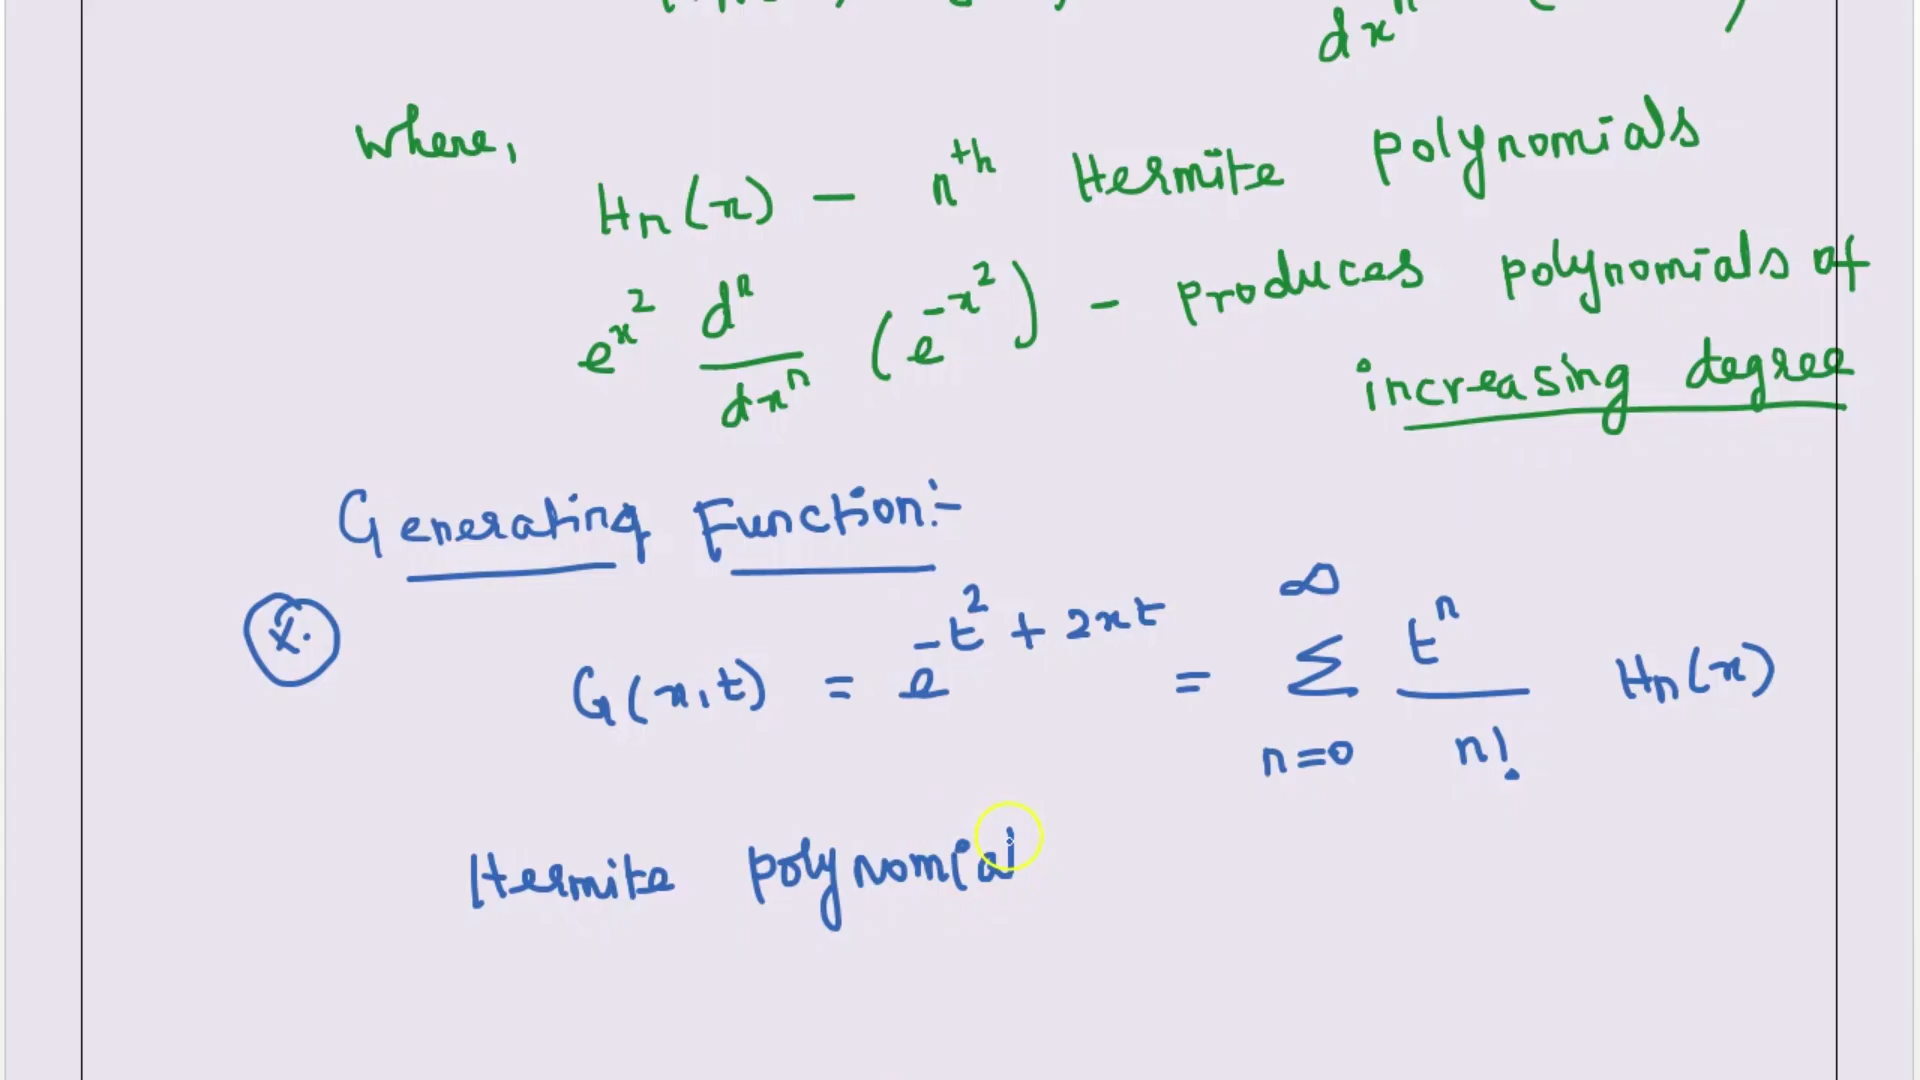 dxⁿ
where,
Hn(x) – nᵗʰ Hermite polynomials
e^x² dⁿ/dxⁿ (e^-x²) – produces polynomials of
increasing degree
Generating Function:-
x.
G(x,t) = e^-t²+2xt = ∞ Σ n=0 tⁿ/n! Hn(x)
Hermite polynomial